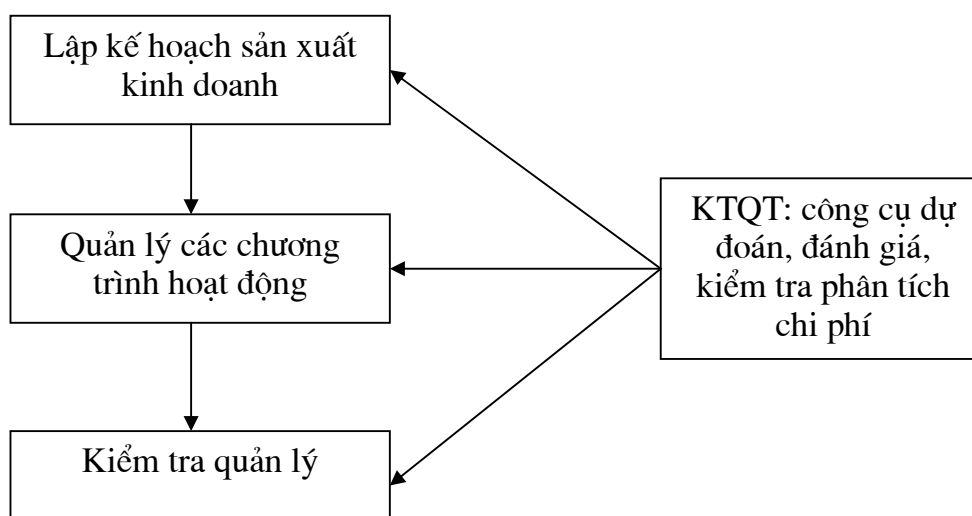 Lập kế hoạch sản xuất
kinh doanh
Quản lý các chương
trình hoạt động
Kiểm tra quản lý
KTQT: công cụ dự
đoán, đánh giá,
kiểm tra phân tích
chi phí